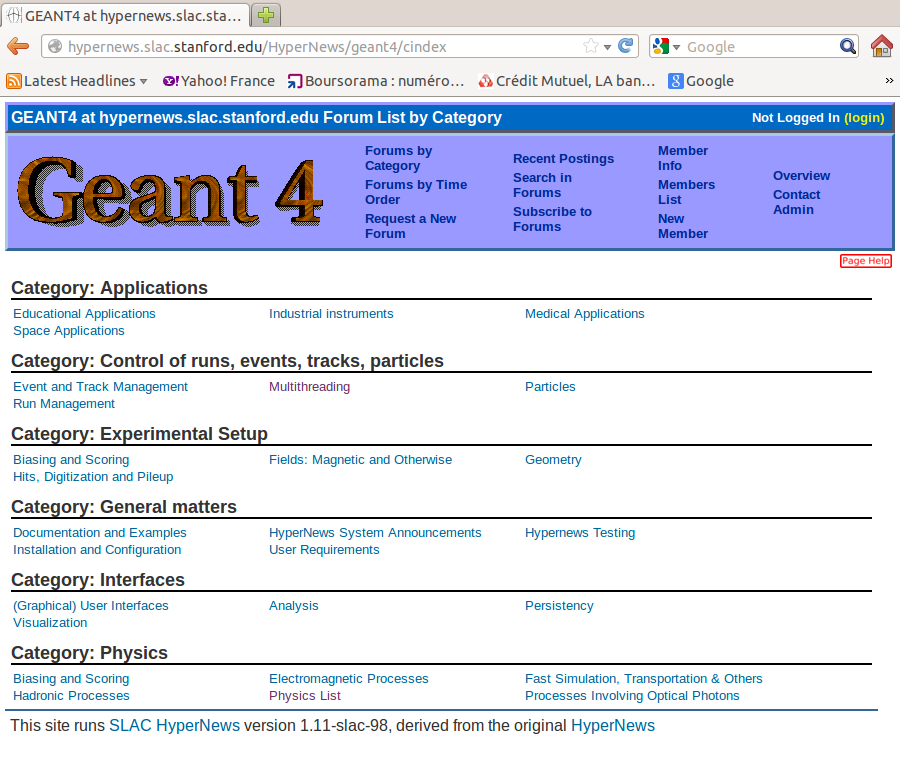 GEANT4 at hypernews.slac.sta...
hypernews.slac.stanford.edu/HyperNews/geant4/cindex
Google
Latest Headlines
Yahoo! France
Boursorama : numéro...
Crédit Mutuel, LA ban...
Google
»
GEANT4 at hypernews.slac.stanford.edu Forum List by Category
Not Logged In (login)
Geant 4
Forums by
Category
Forums by Time
Order
Request a New
Forum
Recent Postings
Search in
Forums
Subscribe to
Forums
Member
Info
Members
List
New
Member
Overview
Contact
Admin
Page Help
Category: Applications
Educational Applications Industrial instruments Medical Applications
Space Applications
Category: Control of runs, events, tracks, particles
Event and Track Management Multithreading Particles
Run Management
Category: Experimental Setup
Biasing and Scoring Fields: Magnetic and Otherwise Geometry
Hits, Digitization and Pileup
Category: General matters
Documentation and Examples HyperNews System Announcements Hypernews Testing
Installation and Configuration User Requirements
Category: Interfaces
(Graphical) User Interfaces Analysis Persistency
Visualization
Category: Physics
Biasing and Scoring Electromagnetic Processes Fast Simulation, Transportation & Others
Hadronic Processes Physics List Processes Involving Optical Photons
This site runs SLAC HyperNews version 1.11-slac-98, derived from the original HyperNews